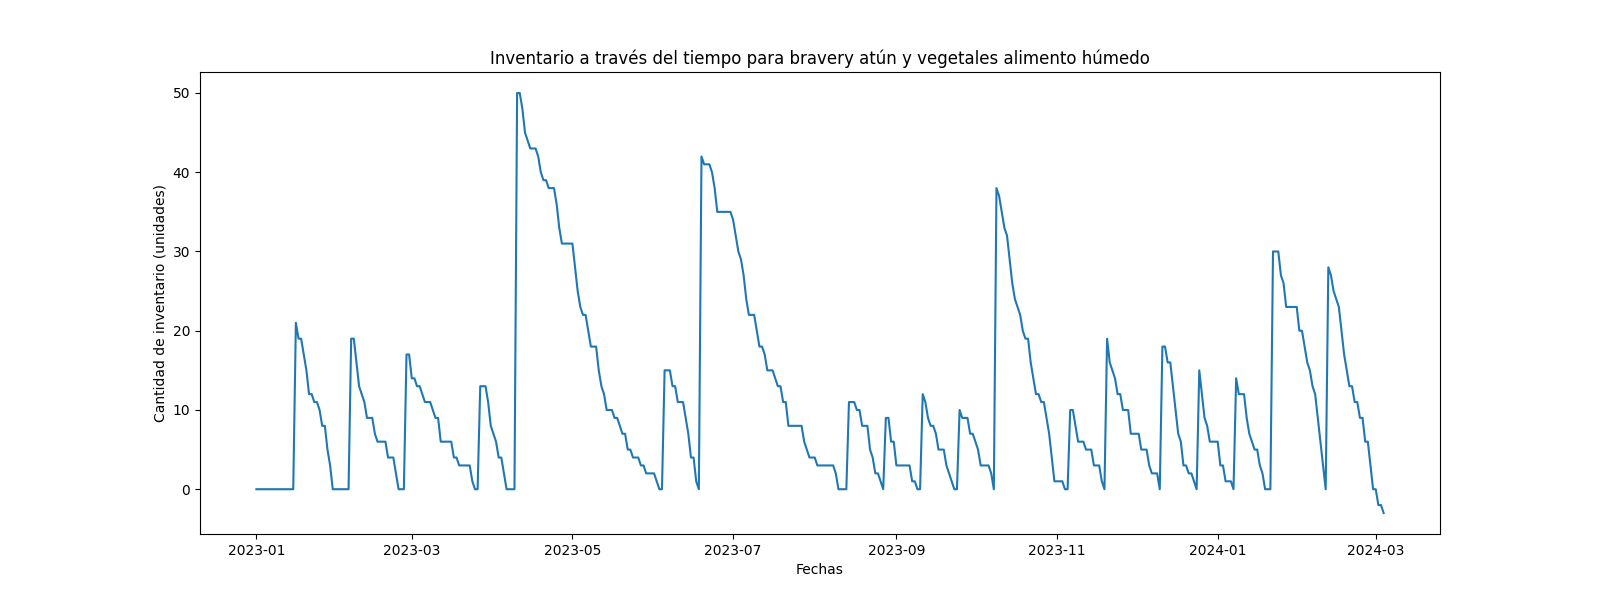 Inventario a través del tiempo para bravery atún y vegetales alimento húmedo
Cantidad de inventario (unidades)
50
40
30
20
10
0
2023-01 2023-03 2023-05 2023-07 2023-09 2023-11 2024-01 2024-03
Fechas